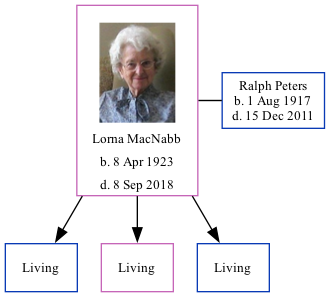 Lorna MacNabb
b. 8 Apr 1923
d. 8 Sep 2018
Ralph Peters
b. 1 Aug 1917
d. 15 Dec 2011
Living
Living
Living